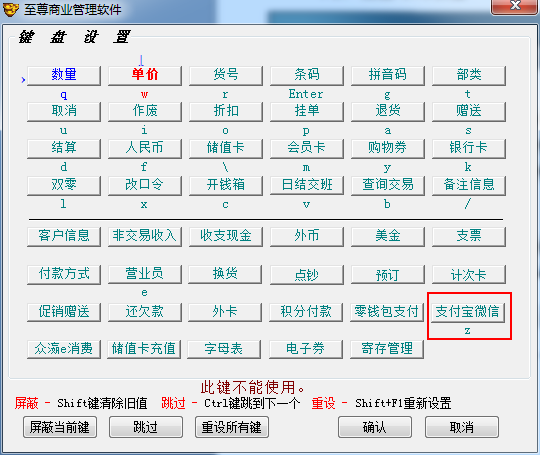 至尊商业管理软件
键 盘 设 置
数量 单价 货号 条码 拼音码 部类
q w r Enter g t
取消 作废 折扣 挂单 退货 赠送
u i o p a s
结算 人民币 储值卡 会员卡 购物券 银行卡
d f \ m y k
双零 改口令 开钱箱 日结交班 查询交易 备注信息
l x c v b /
客户信息 非交易收入 收支现金 外币 美金 支票
付款方式 营业员 换货 点钞 预订 计次卡
e
促销赠送 还欠款 外卡 积分付款 零钱包支付 支付宝微信
z
众瀛e消费 储值卡充值 字母表 电子券 寄存管理
此键不能使用。
屏蔽 - Shift键清除旧值 跳过 - Ctrl键跳到下一个 重设 - Shift+F1重新设置
屏蔽当前键 跳过 重设所有键 确认 取消